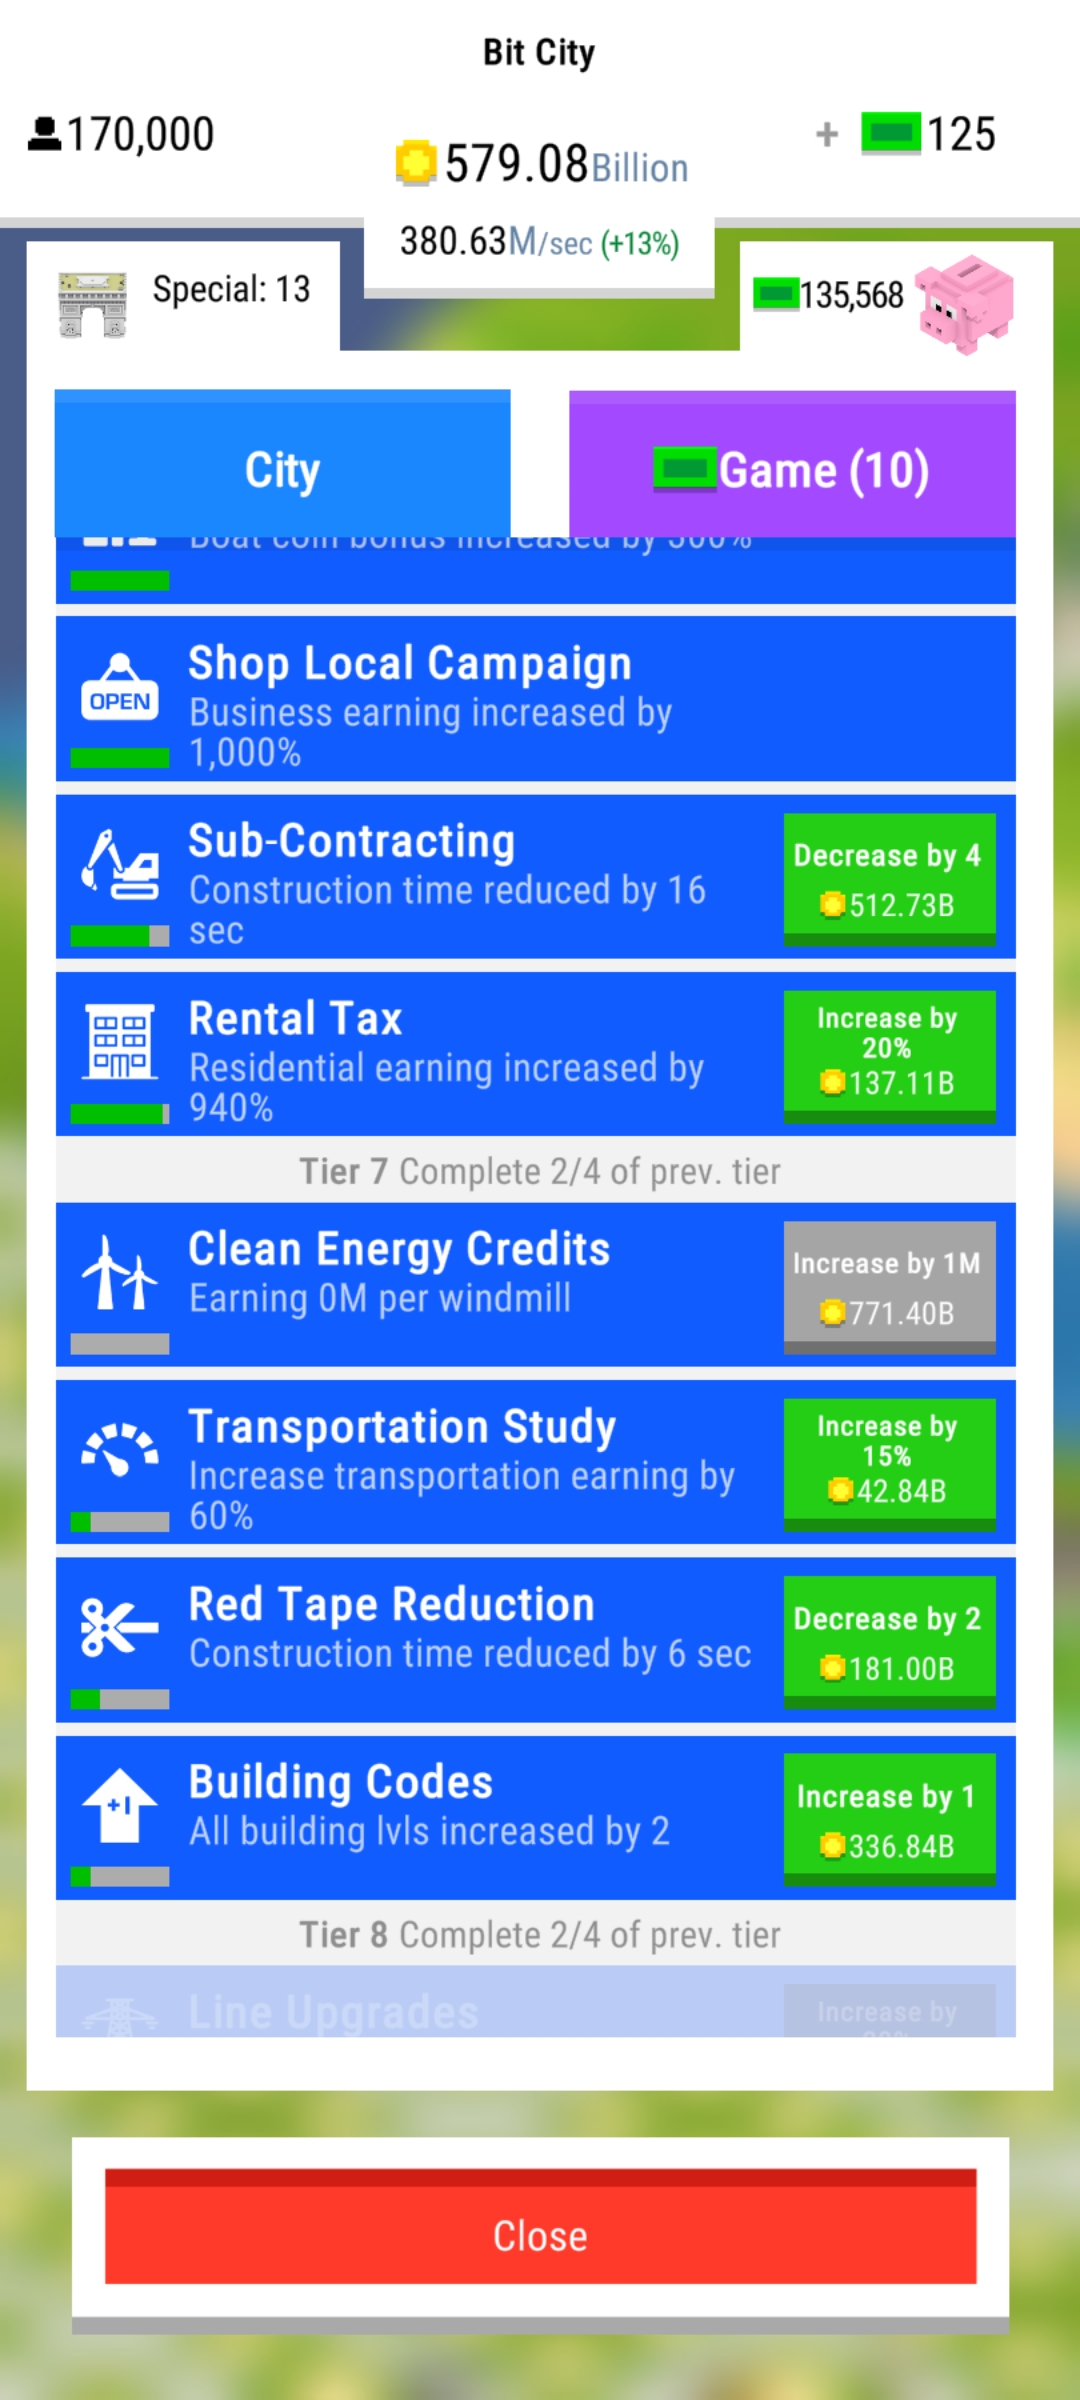 Bit City
170,000
579.08Billion
+ 125
380.63M/sec (+13%)
Special: 13
135,568
City
Game (10)
Boat coin bonus increased by 500%
Shop Local Campaign
OPEN
Business earning increased by
1,000%
Sub-Contracting
Construction time reduced by 16
sec
Decrease by 4
512.73B
Rental Tax
Residential earning increased by
940%
Increase by
20%
137.11B
Tier 7 Complete 2/4 of prev. tier
Clean Energy Credits
Earning 0M per windmill
Increase by 1M
771.40B
Transportation Study
Increase transportation earning by
60%
Increase by
15%
42.84B
Red Tape Reduction
Construction time reduced by 6 sec
Decrease by 2
181.00B
Building Codes
+1
All building lvls increased by 2
Increase by 1
336.84B
Tier 8 Complete 2/4 of prev. tier
Line Upgrades
Increase by
Close